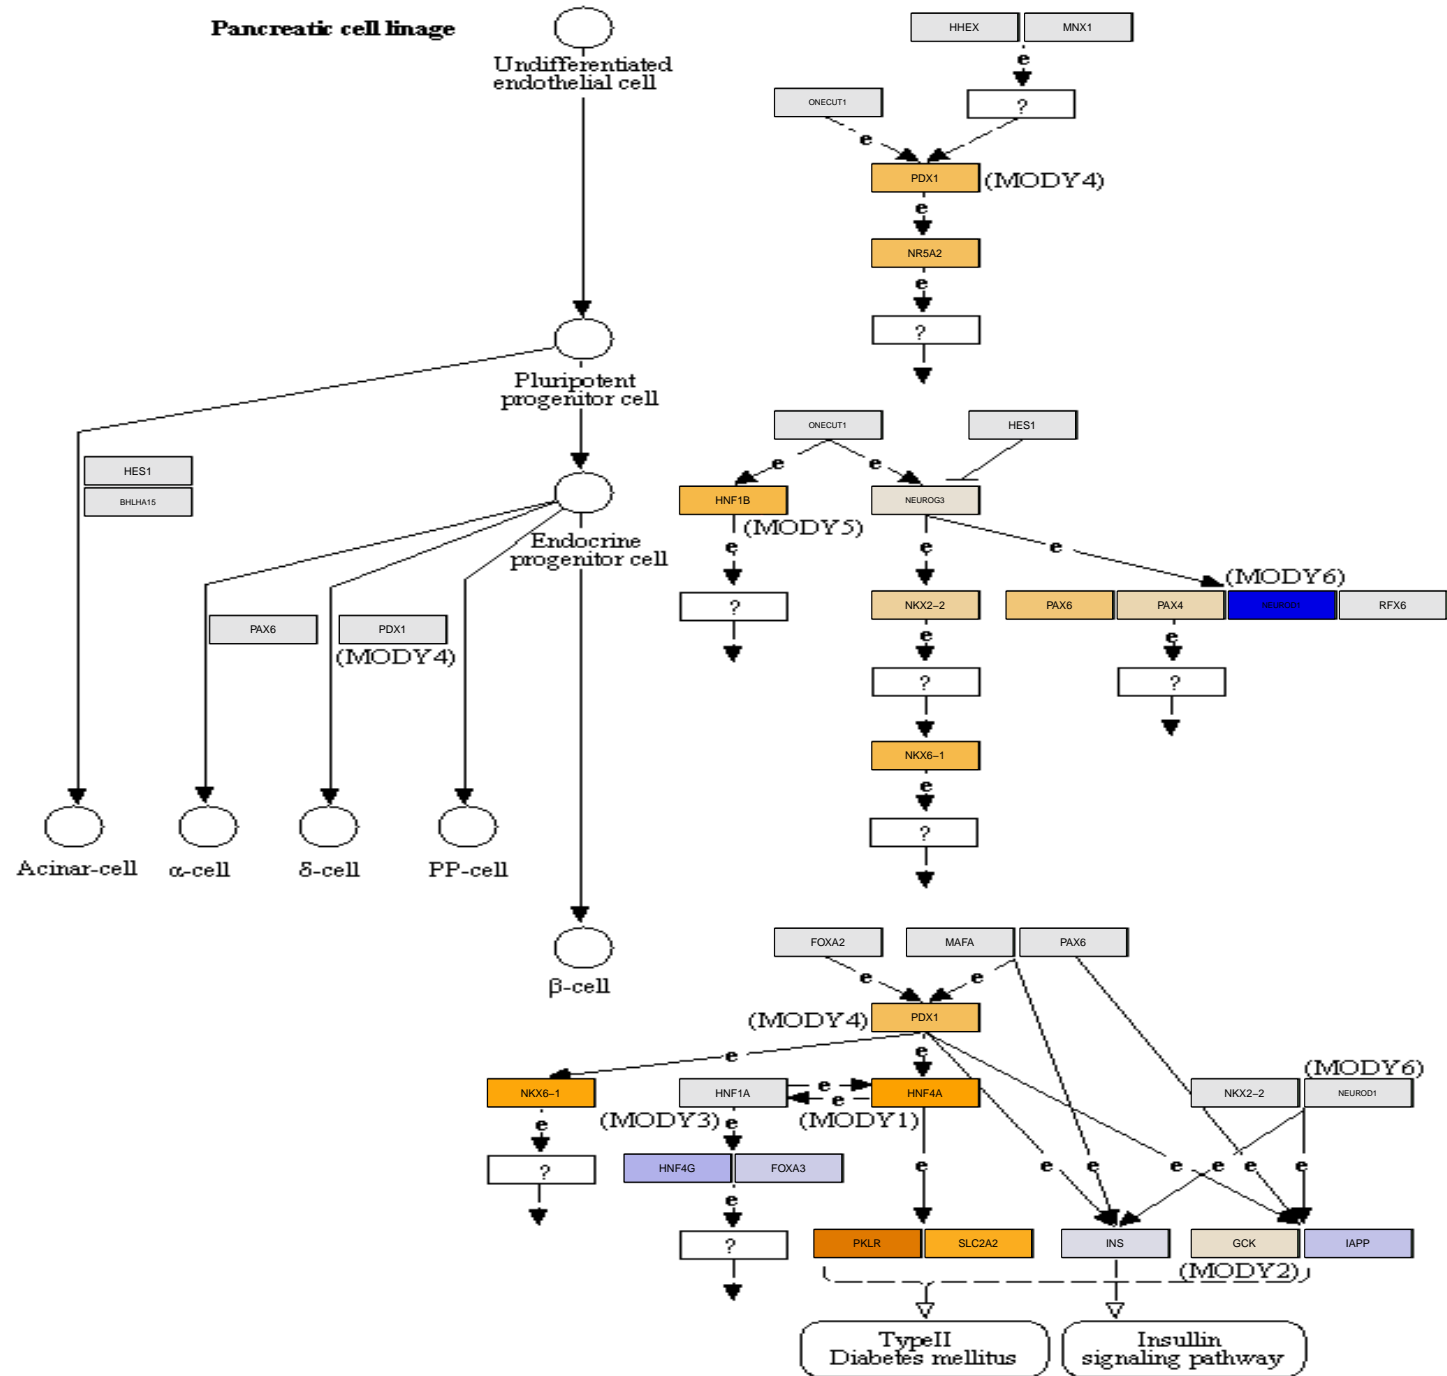 Pancreatic cell linage
HHEX
MNX1
Undifferentiated
endothelial cell
e
ONECUT1
?
e
PDX1
(MODY4)
e
NR5A2
e
?
Pluripotent
progenitor cell
ONECUT1
HES1
HES1
e
e
BHLHA15
HNF1B
NEUROG3
(MODY5)
Endocrine
progenitor cell
e
e
e
(MODY6)
?
NKX2-2
PAX6
PAX4
NEUROD1
RFX6
PAX6
PDX1
e
e
(MODY4)
?
?
NKX6-1
e
?
Acinar-cell
α-cell
δ-cell
PP-cell
FOXA2
MAFA
PAX6
β-cell
e
e
PDX1
(MODY4)
e
e
(MODY6)
NKX6-1
HNF1A
e
e
HNF4A
NKX2-2
NEUROD1
e
(MODY3)
e
(MODY1)
?
HNF4G
FOXA3
e
e
e
e
e
e
e
e
?
PKLR
SLC2A2
INS
GCK
IAPP
(MODY2)
TypeII
Diabetes mellitus
Insullin
signaling pathway